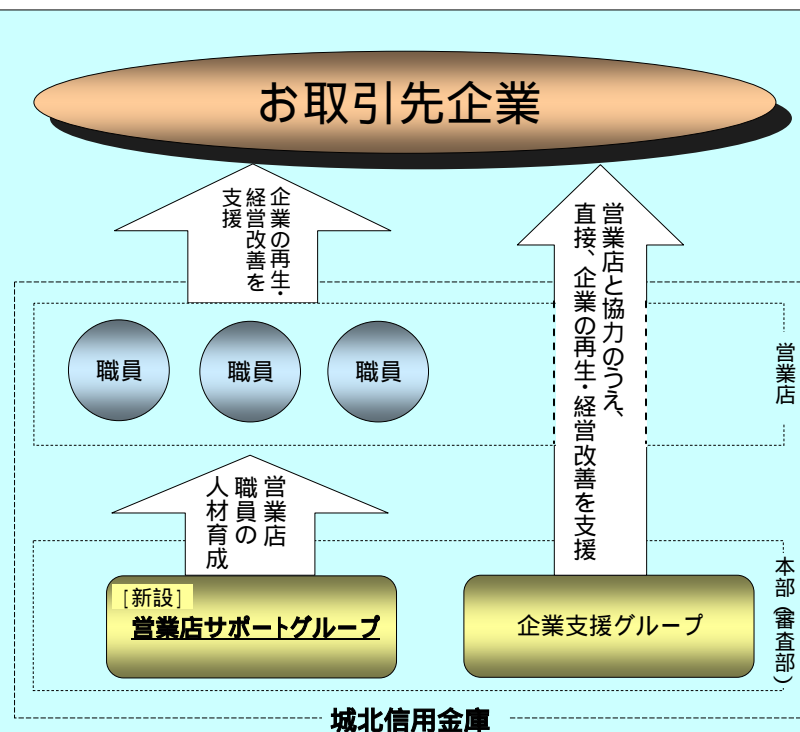 お取引先企業
企業の再生・
経営改善を
支援
営業店と協力のうえ、
直接、企業の再生・経営改善を支援
職員
職員
職員
営業店
営業店
職員の
人材育成
[新設]
営業店サポートグループ
企業支援グループ
本部（審査部）
城北信用金庫